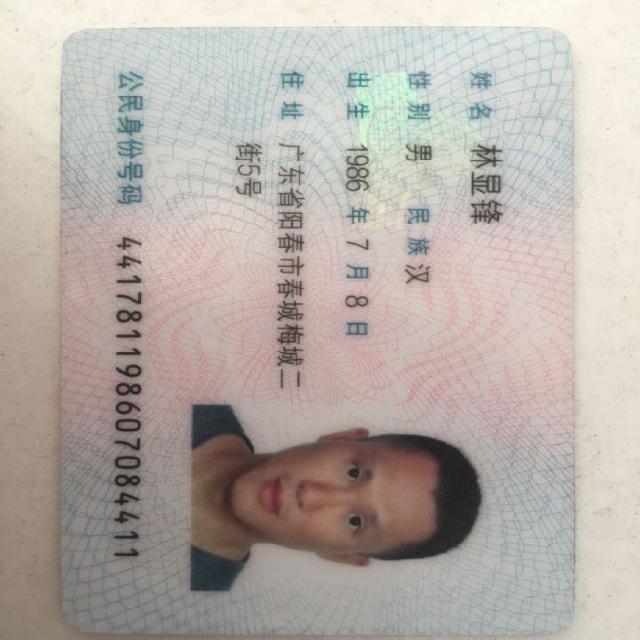 姓名 林显锋
性别 男 民族 汉
出生 1986 年 7 月 8 日
住址 广东省阳春市春城梅城二
街5号
公民身份号码 441781198607084411